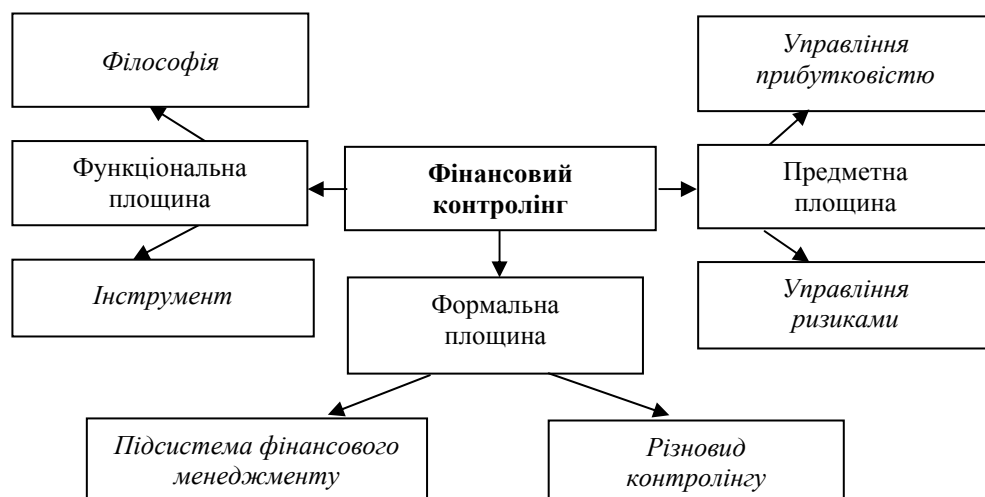 Філософія
Управління
прибутковістю
Функціональна
площина
Фінансовий
контролінг
Предметна
площина
Інструмент
Формальна
площина
Управління
ризиками
Підсистема фінансового
менеджменту
Різновид
контролінгу